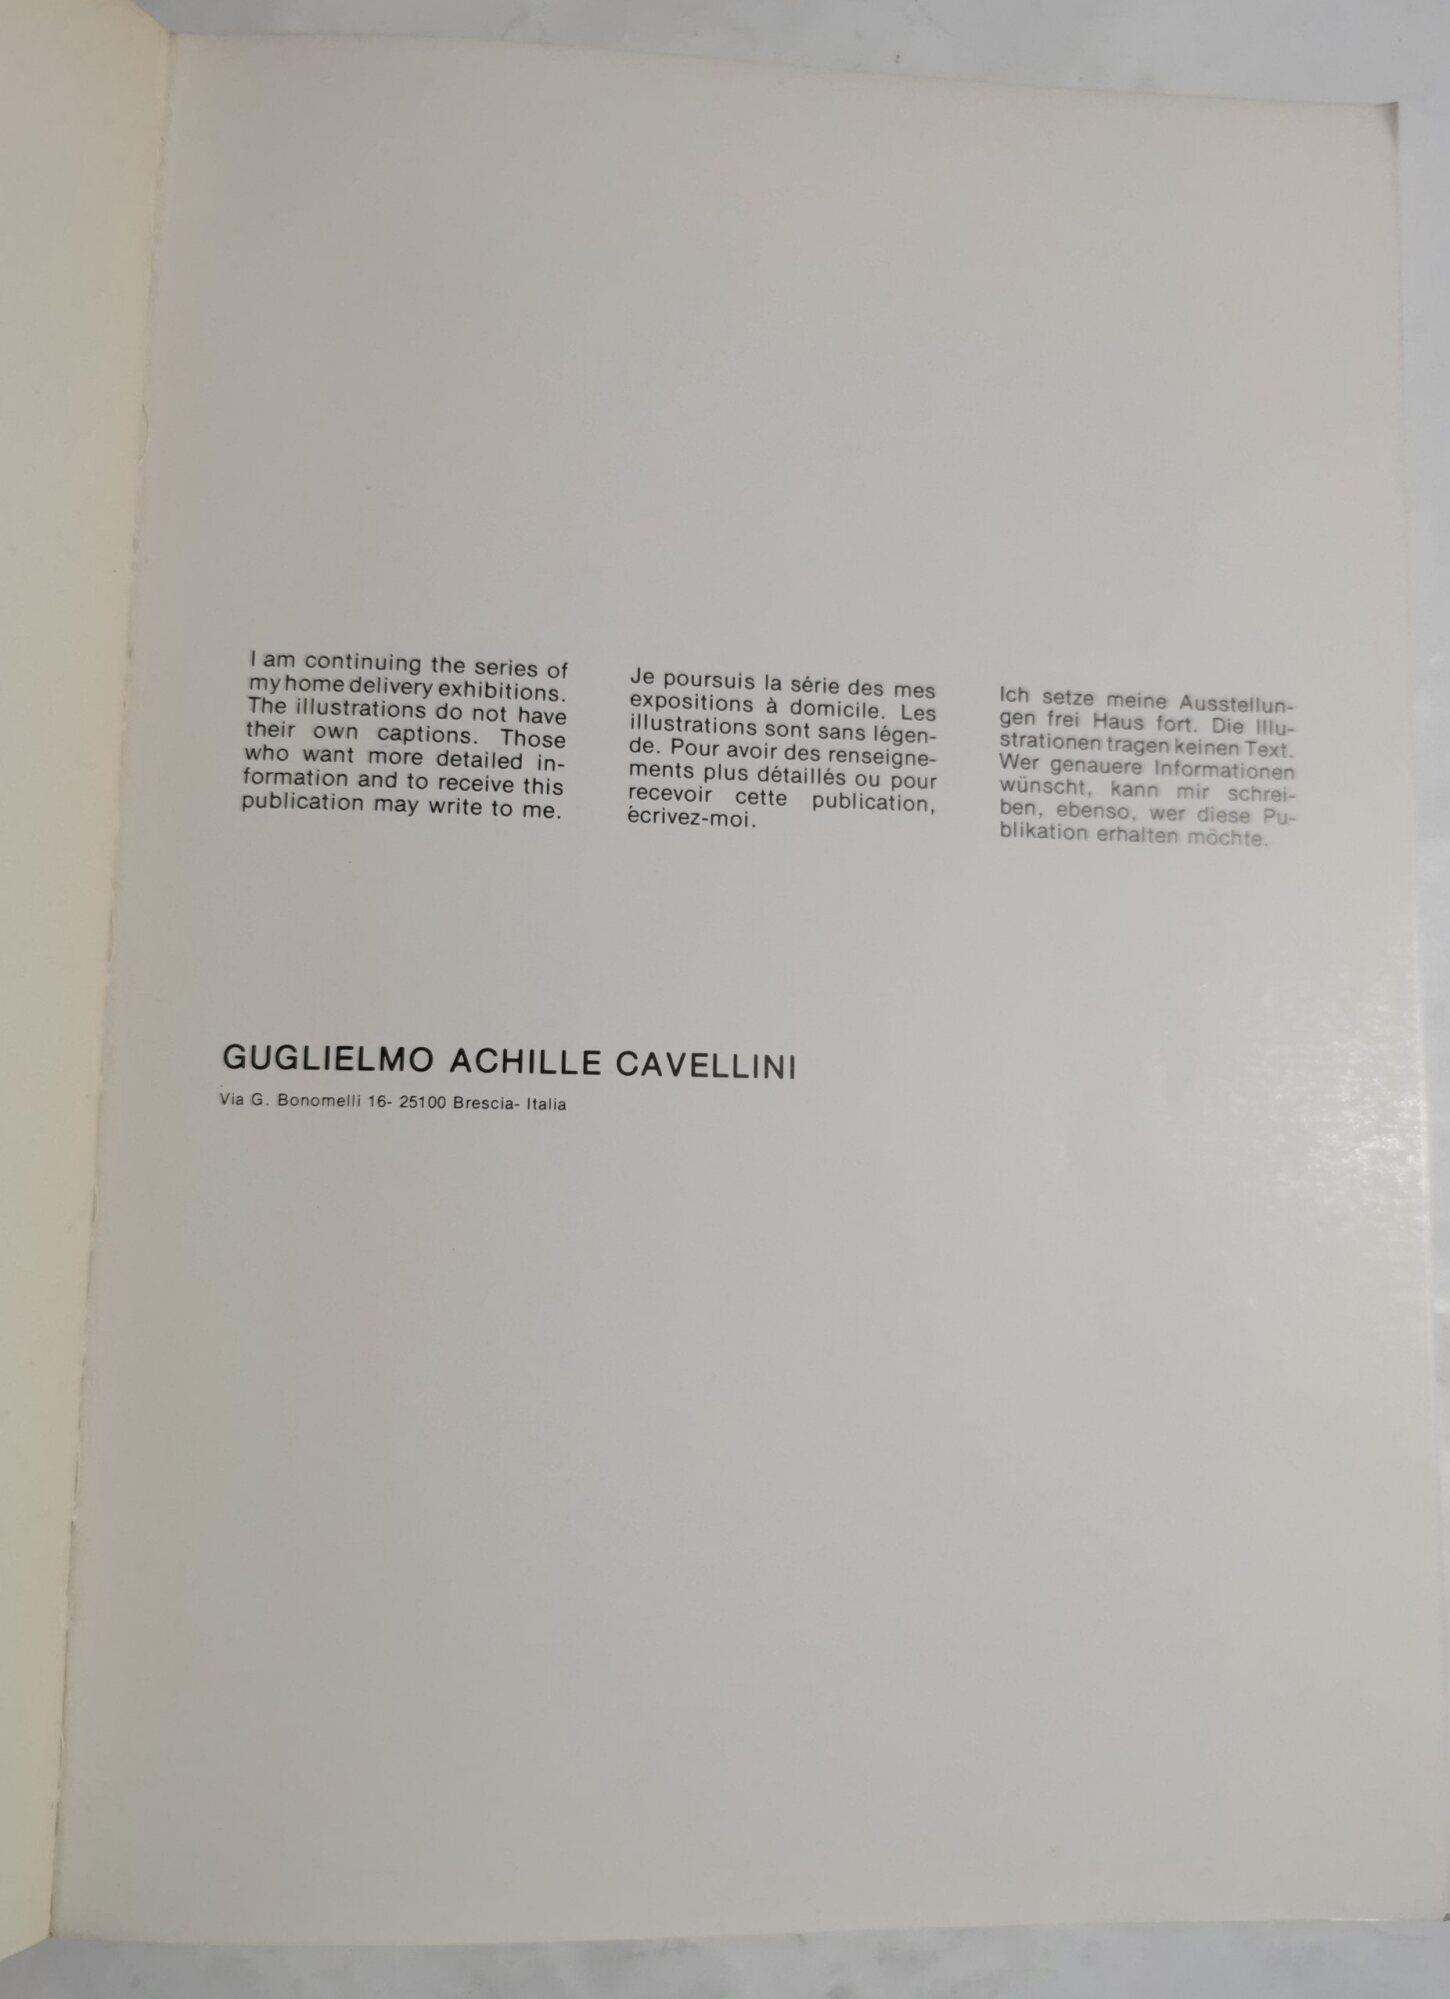 I am continuing the series of
my home delivery exhibitions.
The illustrations do not have
their own captions. Those
who want more detailed in-
formation and to receive this
publication may write to me.
Je poursuis la série des mes
expositions à domicile. Les
illustrations sont sans légen-
de. Pour avoir des renseigne-
ments plus détaillés ou pour
recevoir cette publication,
écrivez-moi.
Ich setze meine Ausstellun-
gen frei Haus fort. Die Illu-
strationen tragen keinen Text.
Wer genauere Informationen
wünscht, kann mir schrei-
ben, ebenso, wer diese Pu-
blikation erhalten möchte.
GUGLIELMO ACHILLE CAVELLINI
Via G. Bonomelli 16- 25100 Brescia- Italia